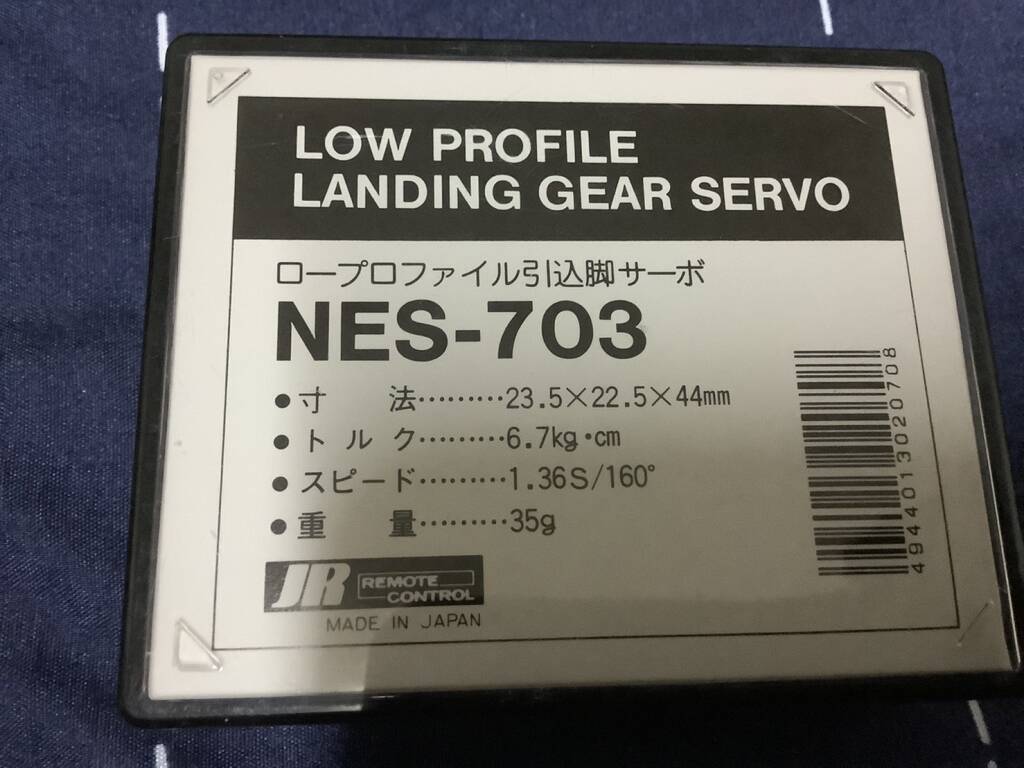 LOW PROFILE
LANDING GEAR SERVO
ロープロファイル引込脚サーボ
NES-703
●寸 法………23.5×22.5×44mm
●トルク………6.7kg・cm
●スピード………1.36S/160°
●重 量………35g
JR REMOTE CONTROL
MADE IN JAPAN
4944013020708